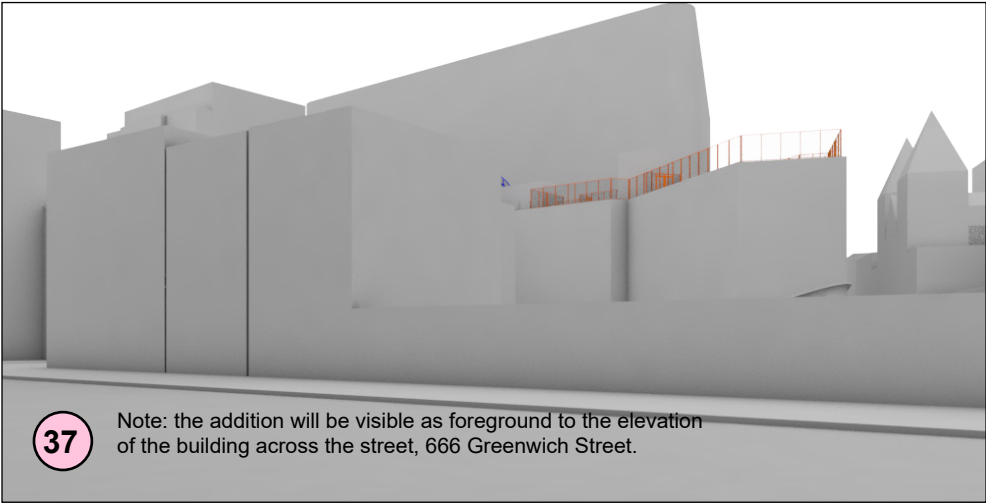 37
Note: the addition will be visible as foreground to the elevation
of the building across the street, 666 Greenwich Street.